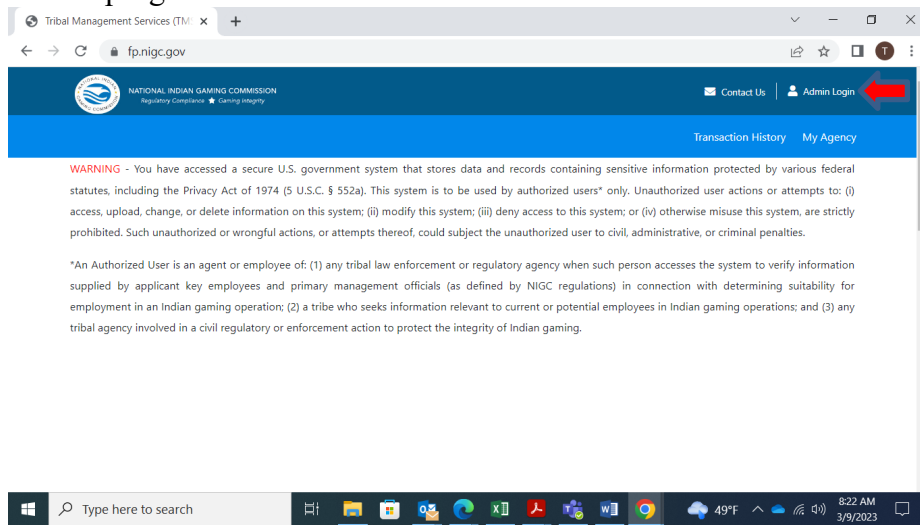 Tribal Management Services (TM
fp.nigc.gov
T
NATIONAL INDIAN GAMING COMMISSION
Regulatory Compliance ★ Gaming Integrity
Contact Us
Admin Login
Transaction History
My Agency
WARNING - You have accessed a secure U.S. government system that stores data and records containing sensitive information protected by various federal
statutes, including the Privacy Act of 1974 (5 U.S.C. § 552a). This system is to be used by authorized users* only. Unauthorized user actions or attempts to: (i)
access, upload, change, or delete information on this system; (ii) modify this system; (iii) deny access to this system; or (iv) otherwise misuse this system, are strictly
prohibited. Such unauthorized or wrongful actions, or attempts thereof, could subject the unauthorized user to civil, administrative, or criminal penalties.
*An Authorized User is an agent or employee of: (1) any tribal law enforcement or regulatory agency when such person accesses the system to verify information
supplied by applicant key employees and primary management officials (as defined by NIGC regulations) in connection with determining suitability for
employment in an Indian gaming operation; (2) a tribe who seeks information relevant to current or potential employees in Indian gaming operations; and (3) any
tribal agency involved in a civil regulatory or enforcement action to protect the integrity of Indian gaming.
Type here to search
49°F
8:22 AM
3/9/2023